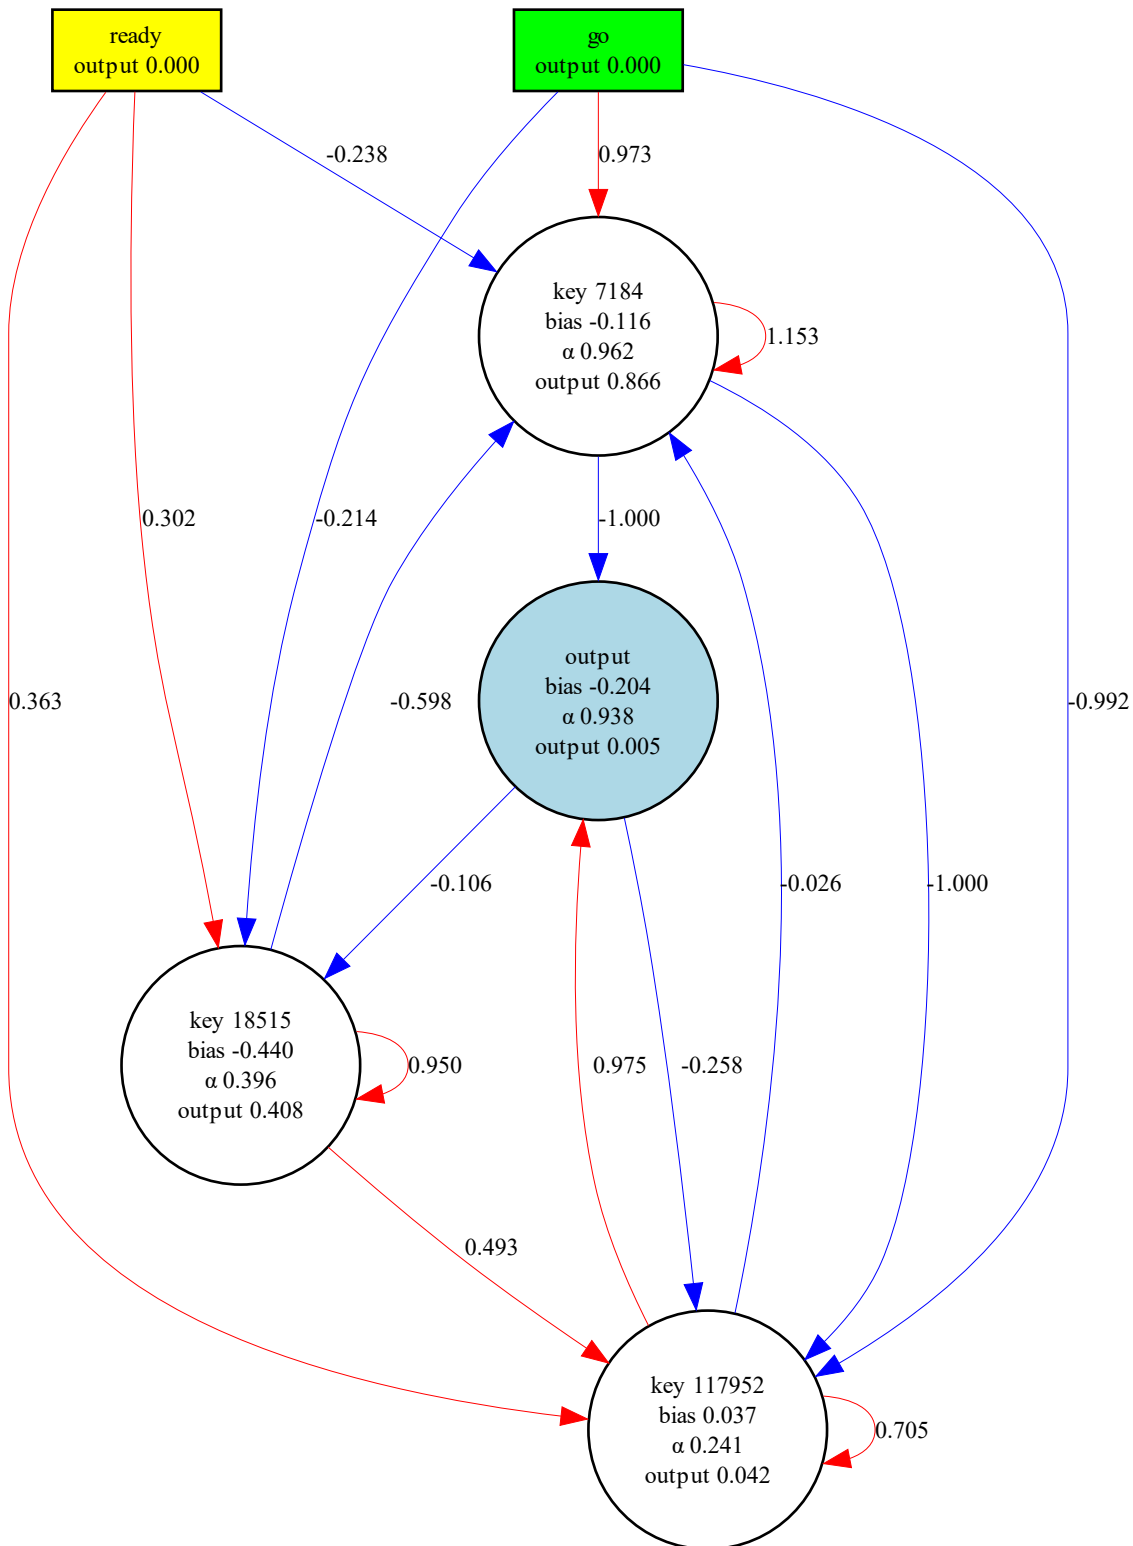 ready
output 0.000
go
output 0.000
-0.238
0.973
key 7184
bias -0.116
α 0.962
output 0.866
1.153
0.302
-0.214
-1.000
output
bias -0.204
α 0.938
output 0.005
0.363
-0.598
-0.992
-0.106
-0.026
-1.000
key 18515
bias -0.440
α 0.396
output 0.408
0.950
0.975
-0.258
0.493
key 117952
bias 0.037
α 0.241
output 0.042
0.705